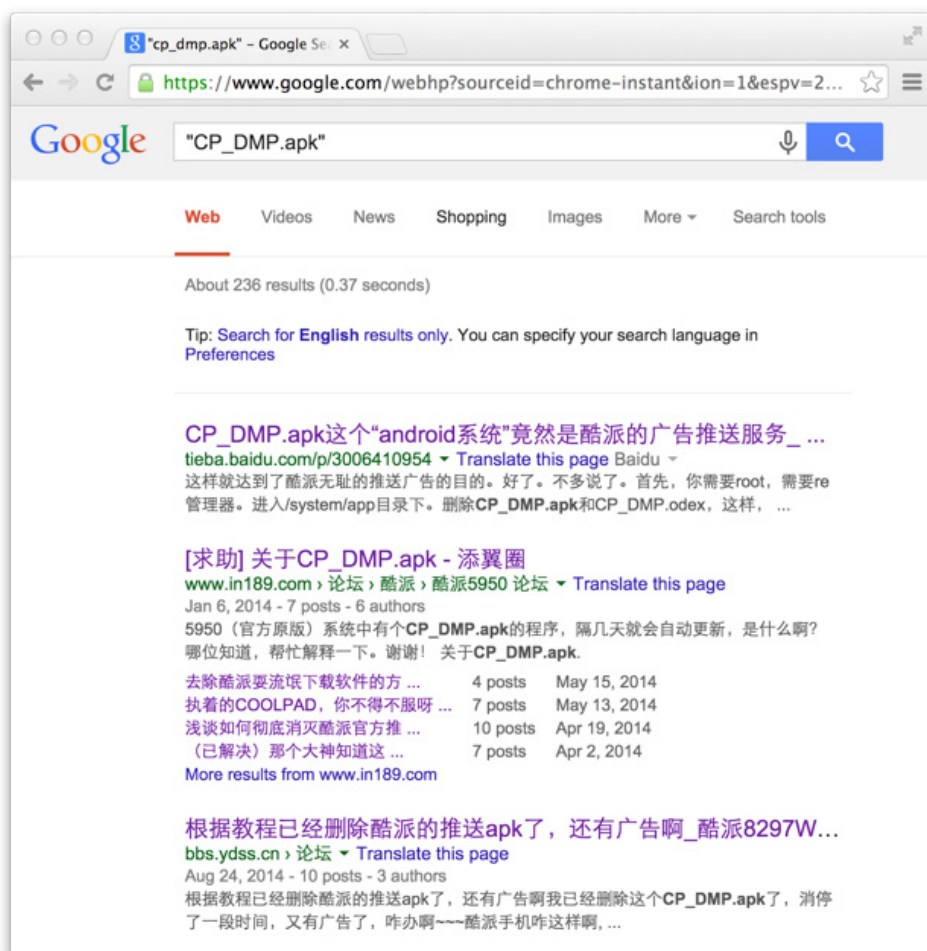 "cp_dmp.apk" – Google Se
https://www.google.com/webhp?sourceid=chrome-instant&ion=1&espv=2...
Google
"CP_DMP.apk"
Web Videos News Shopping Images More Search tools
About 236 results (0.37 seconds)
Tip: Search for English results only. You can specify your search language in
Preferences
CP_DMP.apk这个“android系统”竟然是酷派的广告推送服务_ ...
tieba.baidu.com/p/3006410954 Translate this page Baidu
这样就达到了酷派无耻的推送广告的目的。好了。不多说了。首先，你需要root，需要re
管理器。进入/system/app目录下。删除CP_DMP.apk和CP_DMP.odex，这样， ...
[求助] 关于CP_DMP.apk - 添翼圈
www.in189.com › 论坛 › 酷派 › 酷派5950 论坛 Translate this page
Jan 6, 2014 - 7 posts - 6 authors
5950（官方原版）系统中有个CP_DMP.apk的程序，隔几天就会自动更新，是什么啊？
哪位知道，帮忙解释一下。谢谢！ 关于CP_DMP.apk.
去除酷派耍流氓下载软件的方 ... 4 posts May 15, 2014
执着的COOLPAD，你不得不服呀 ... 7 posts May 13, 2014
浅谈如何彻底消灭酷派官方推 ... 10 posts Apr 19, 2014
（已解决）那个大神知道这 ... 7 posts Apr 2, 2014
More results from www.in189.com
根据教程已经删除酷派的推送apk了，还有广告啊_酷派8297W...
bbs.ydss.cn › 论坛 Translate this page
Aug 24, 2014 - 10 posts - 3 authors
根据教程已经删除酷派的推送apk了，还有广告啊我已经删除这个CP_DMP.apk了，消停
了一段时间，又有广告了，咋办啊~~~酷派手机咋这样啊, ...